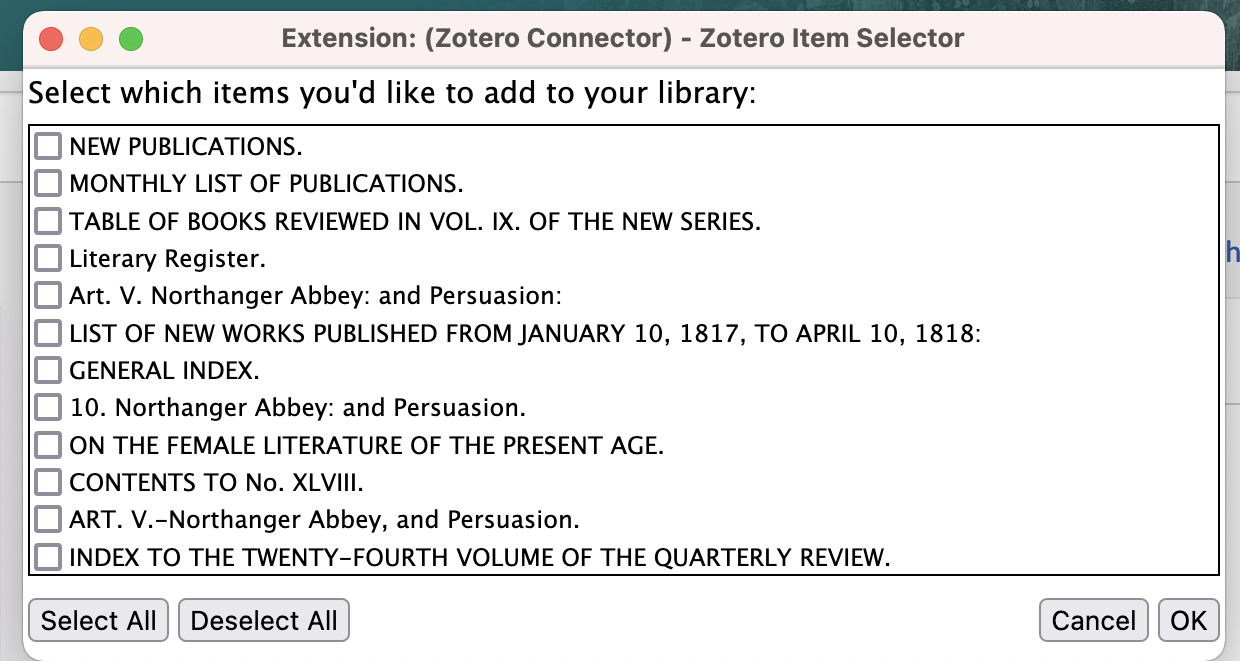 Extension: (Zotero Connector) - Zotero Item Selector
Select which items you'd like to add to your library:
NEW PUBLICATIONS.
MONTHLY LIST OF PUBLICATIONS.
TABLE OF BOOKS REVIEWED IN VOL. IX. OF THE NEW SERIES.
Literary Register.
Art. V. Northanger Abbey: and Persuasion:
LIST OF NEW WORKS PUBLISHED FROM JANUARY 10, 1817, TO APRIL 10, 1818:
GENERAL INDEX.
10. Northanger Abbey: and Persuasion.
ON THE FEMALE LITERATURE OF THE PRESENT AGE.
CONTENTS TO No. XLVIII.
ART. V.–Northanger Abbey, and Persuasion.
INDEX TO THE TWENTY–FOURTH VOLUME OF THE QUARTERLY REVIEW.
Select All Deselect All Cancel OK